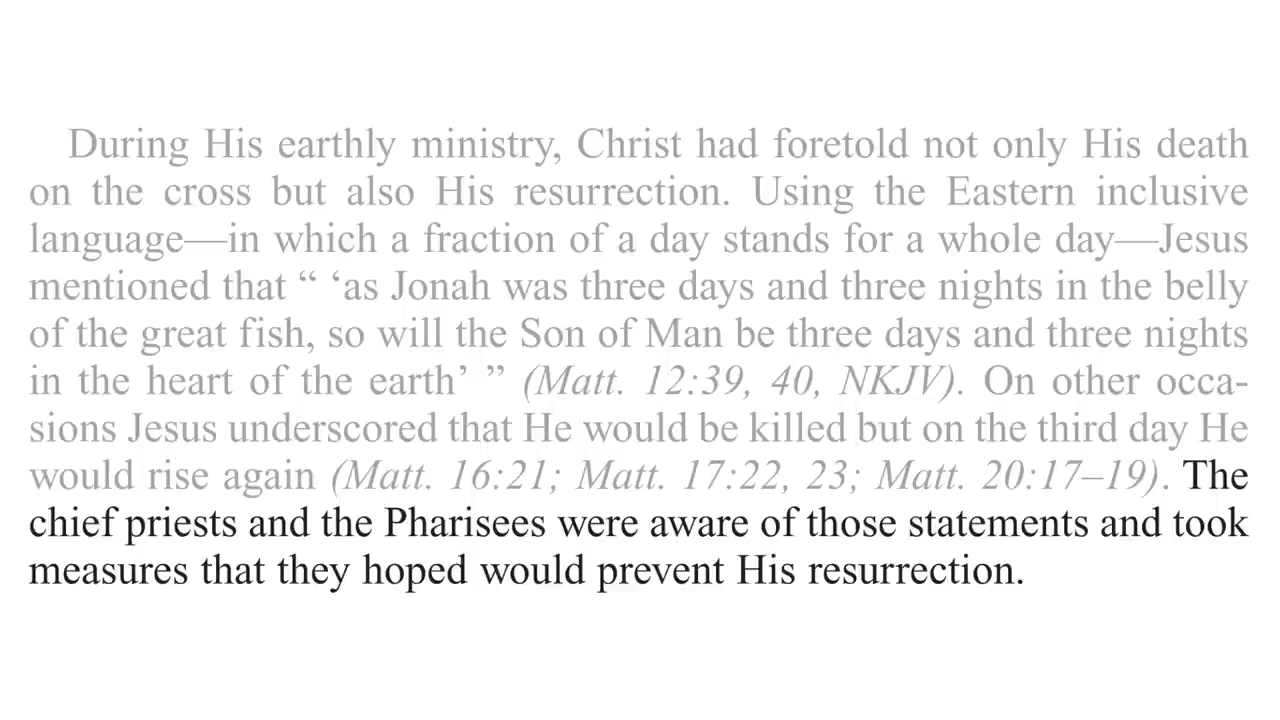 During His earthly ministry, Christ had foretold not only His death
on the cross but also His resurrection. Using the Eastern inclusive
language—in which a fraction of a day stands for a whole day—Jesus
mentioned that “ ‘as Jonah was three days and three nights in the belly
of the great fish, so will the Son of Man be three days and three nights
in the heart of the earth’ ” (Matt. 12:39, 40, NKJV). On other occa-
sions Jesus underscored that He would be killed but on the third day He
would rise again (Matt. 16:21; Matt. 17:22, 23; Matt. 20:17–19). The
chief priests and the Pharisees were aware of those statements and took
measures that they hoped would prevent His resurrection.